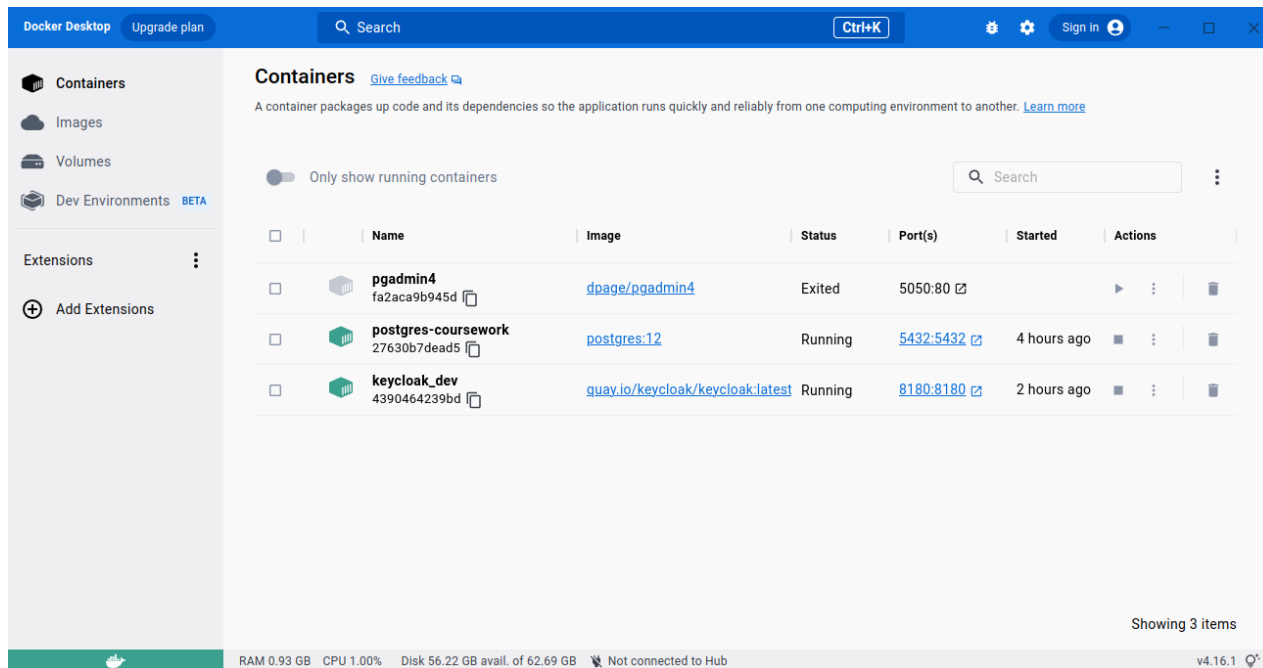 Docker Desktop Upgrade plan Search Ctrl+K Sign in
Containers
Images
Volumes
Dev Environments BETA
Extensions
Add Extensions
Containers Give feedback
A container packages up code and its dependencies so the application runs quickly and reliably from one computing environment to another. Learn more
Only show running containers Search
Name Image Status Port(s) Started Actions
pgadmin4
fa2aca9b945d dpage/pgadmin4 Exited 5050:80
postgres-coursework
27630b7dead5 postgres:12 Running 5432:5432 4 hours ago
keycloak_dev
4390464239bd quay.io/keycloak/keycloak:latest Running 8180:8180 2 hours ago
Showing 3 items
RAM 0.93 GB CPU 1.00% Disk 56.22 GB avail. of 62.69 GB Not connected to Hub v4.16.1